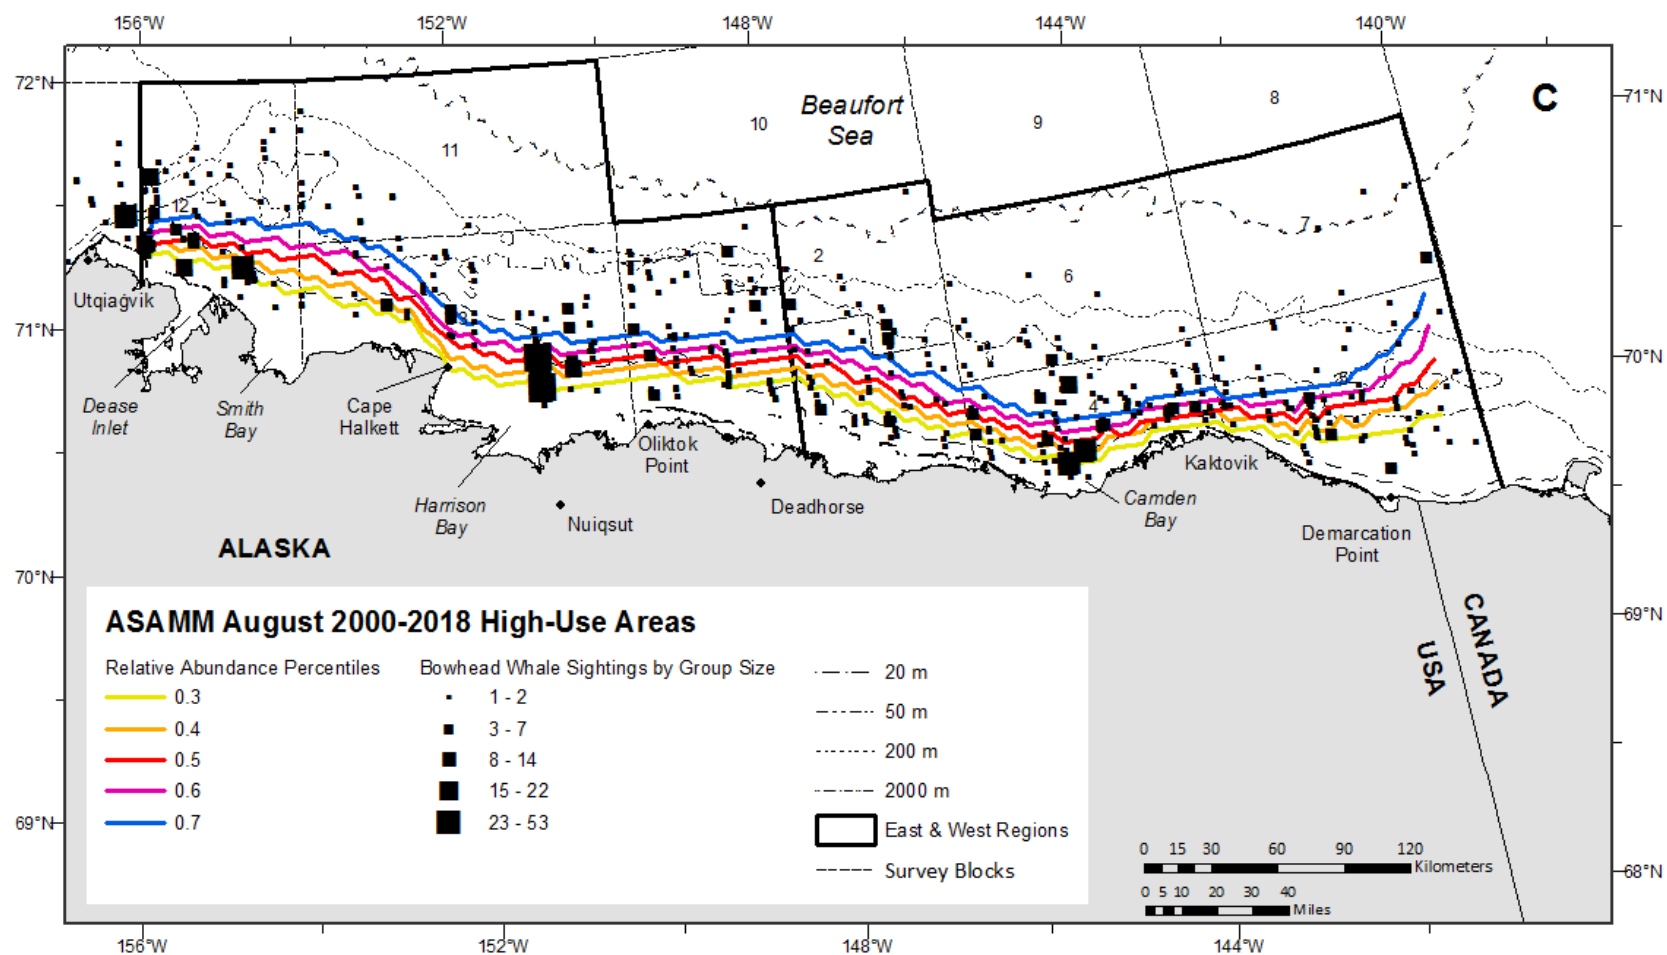 156°W 152°W 148°W 144°W 140°W
72°N
71°N
70°N
69°N
71°N
70°N
69°N
68°N
C
Beaufort
Sea
8
9
10
11
12
7
2
6
3
5
4
Utqiaġvik
Dease
Inlet
Smith
Bay
Cape
Halkett
Harrison
Bay
Oliktok
Point
Nuiqsut
Deadhorse
Kaktovik
Camden
Bay
Demarcation
Point
ALASKA
USA
CANADA
ASAMM August 2000-2018 High-Use Areas
Relative Abundance Percentiles
0.3
0.4
0.5
0.6
0.7
Bowhead Whale Sightings by Group Size
1 - 2
3 - 7
8 - 14
15 - 22
23 - 53
20 m
50 m
200 m
2000 m
East & West Regions
Survey Blocks
0 15 30 60 90 120
Kilometers
0 5 10 20 30 40
Miles
156°W 152°W 148°W 144°W